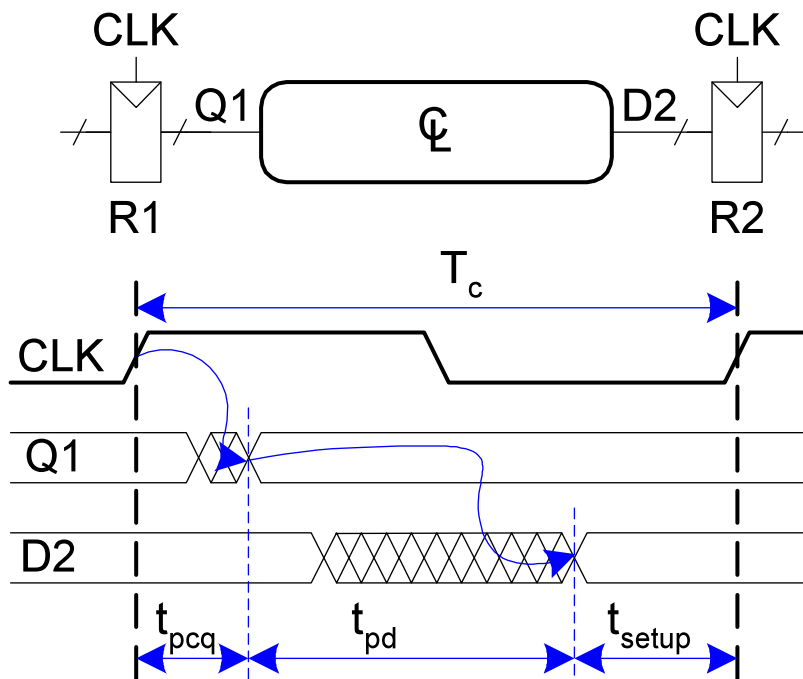 CLK CLK
Q1 CL D2
R1 R2
Tc
CLK
Q1
D2
tpcq tpd tsetup